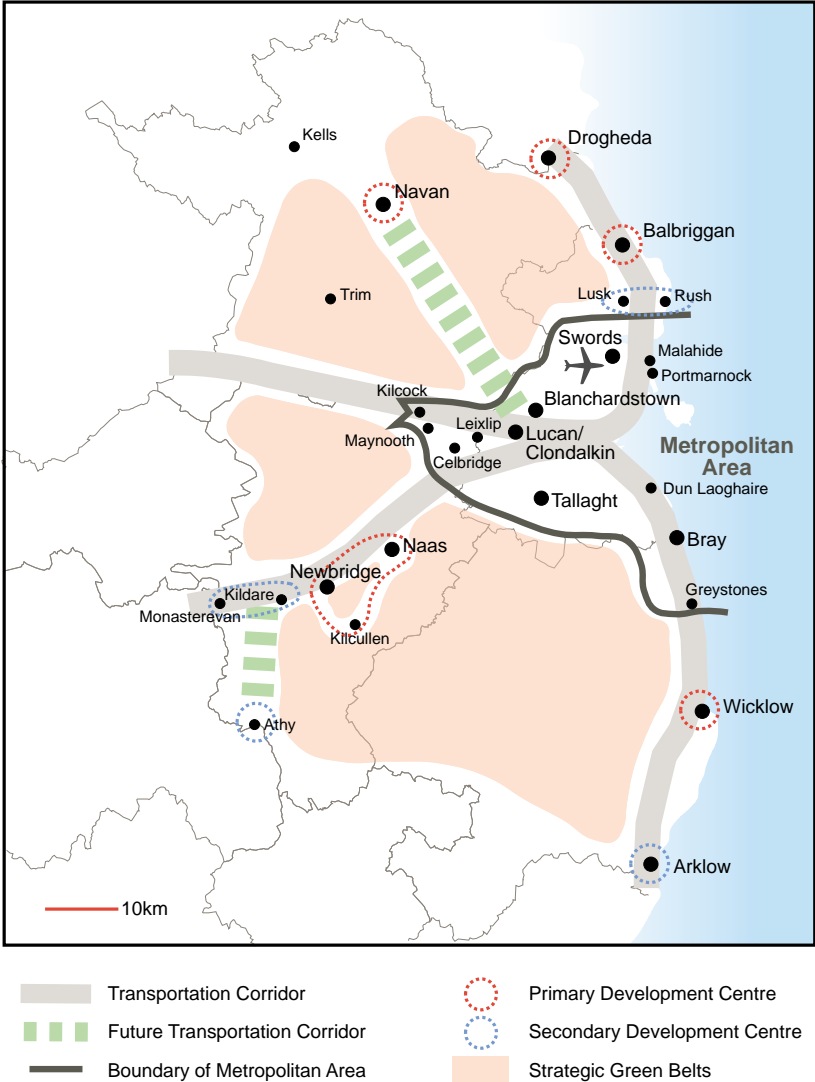 Kells
Drogheda
Navan
Balbriggan
Trim
Lusk
Rush
Swords
Malahide
Portmarnock
Kilcock
Blanchardstown
Maynooth
Leixlip
Lucan/
Clondalkin
Celbridge
Metropolitan
Area
Dun Laoghaire
Tallaght
Bray
Naas
Newbridge
Kildare
Monasterevan
Greystones
Kilcullen
Wicklow
Athy
Arklow
10km
Transportation Corridor
Future Transportation Corridor
Boundary of Metropolitan Area
Primary Development Centre
Secondary Development Centre
Strategic Green Belts